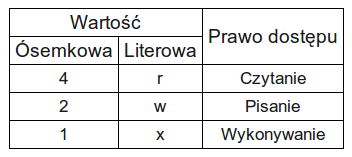 Wartość
Prawo dostępu
Ósemkowa Literowa
4 r Czytanie
2 w Pisanie
1 x Wykonywanie